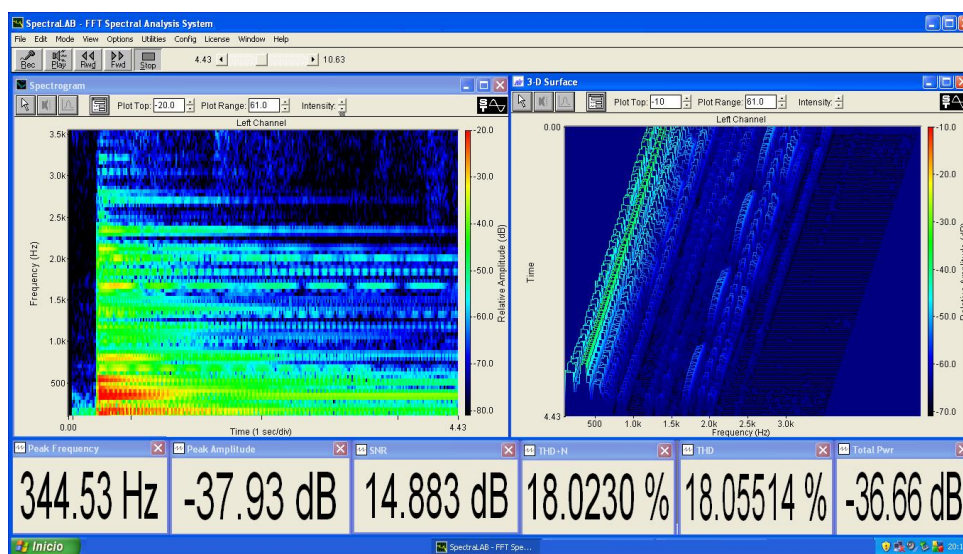 SpectraLAB - FFT Spectral Analysis System
File Edit Mode View Options Utilities Config License Window Help
Rec Play Rwd Fwd Stop 4.43 10.63
Spectrogram
Plot Top: -20.0 Plot Range: 61.0 Intensity:
Left Channel
3.5k
3.0k
2.5k
2.0k
1.5k
1.0k
500
Frequency (Hz)
-20.0
-30.0
-40.0
-50.0
-60.0
-70.0
-80.0
Relative Amplitude (dB)
0.00 4.43
Time (1 sec/div)
3-D Surface
Plot Top: -10 Plot Range: 61.0 Intensity:
Left Channel
0.00
Time
4.43
500 1.0k 1.5k 2.0k 2.5k 3.0k
Frequency (Hz)
-10.0
-20.0
-30.0
-40.0
-50.0
-60.0
-70.0
Relative Amplitude (dB)
Peak Frequency
344.53 Hz
Peak Amplitude
-37.93 dB
SNR
14.883 dB
THD+N
18.0230 %
THD
18.05514 %
Total Pwr
-36.66 dB
Inicio
SpectraLAB - FFT Spe...